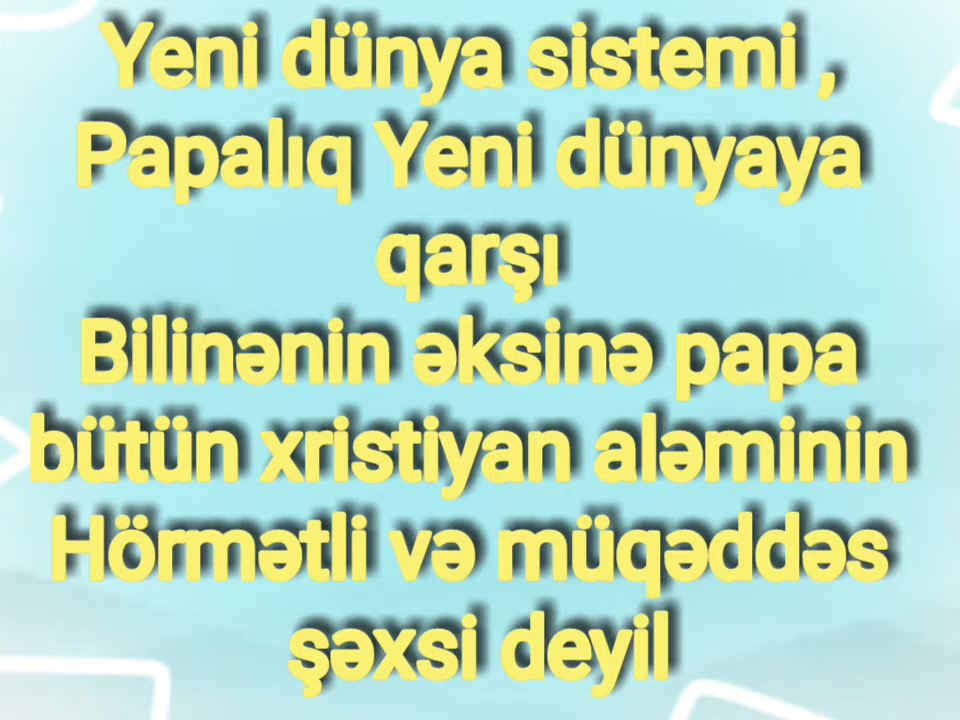 Yeni dünya sistemi ,
Papalıq Yeni dünyaya
qarşı
Bilinənin əksinə papa
bütün xristiyan aləminin
Hörmətli və müqəddəs
şəxsi deyil